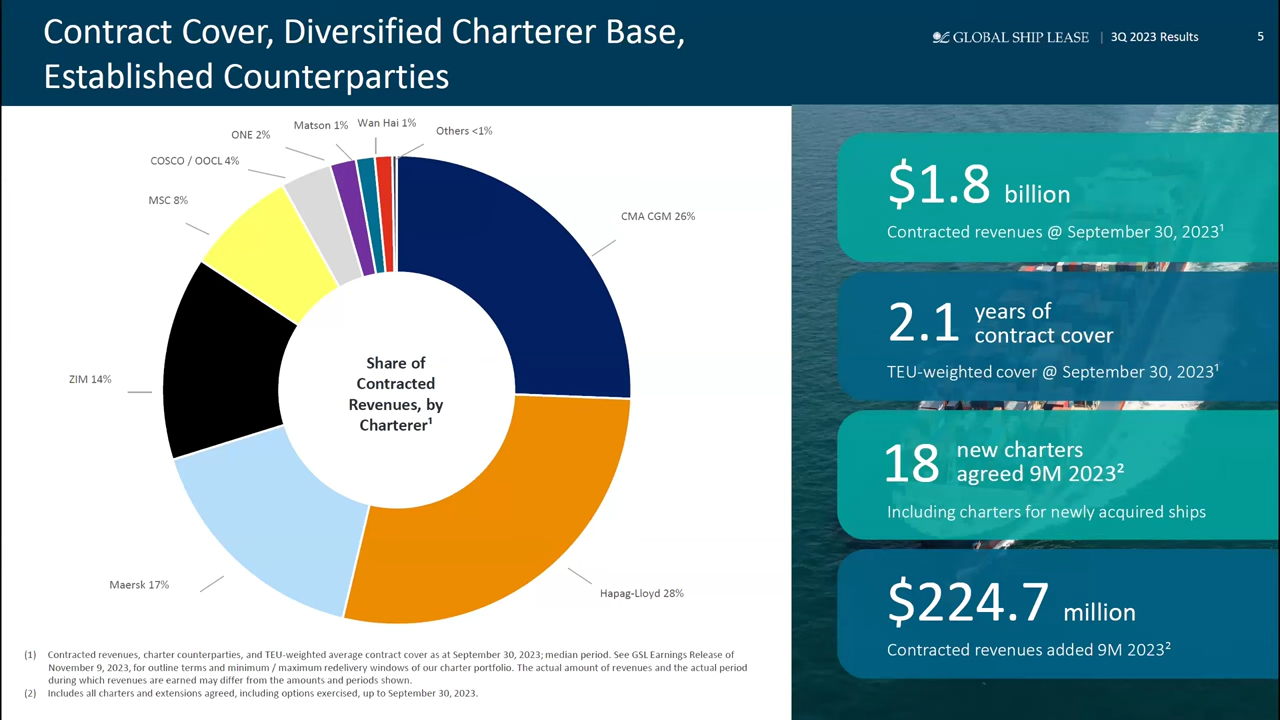 Contract Cover, Diversified Charterer Base,
Established Counterparties
GLOBAL SHIP LEASE | 3Q 2023 Results 5
Matson 1%
Wan Hai 1%
Others <1%
ONE 2%
COSCO / OOCL 4%
MSC 8%
CMA CGM 26%
ZIM 14%
Share of
Contracted
Revenues, by
Charterer¹
Maersk 17%
Hapag-Lloyd 28%
$1.8 billion
Contracted revenues @ September 30, 2023¹
2.1 years of
contract cover
TEU-weighted cover @ September 30, 2023¹
18 new charters
agreed 9M 2023²
Including charters for newly acquired ships
$224.7 million
Contracted revenues added 9M 2023²
(1) Contracted revenues, charter counterparties, and TEU-weighted average contract cover as at September 30, 2023; median period. See GSL Earnings Release of
November 9, 2023, for outline terms and minimum / maximum redelivery windows of our charter portfolio. The actual amount of revenues and the actual period
during which revenues are earned may differ from the amounts and periods shown.
(2) Includes all charters and extensions agreed, including options exercised, up to September 30, 2023.